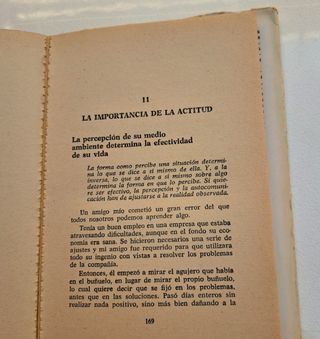 11
LA IMPORTANCIA DE LA ACTITUD
La percepción de su medio
ambiente determina la efectividad
de su vida
La forma como percibe una situación determi-
na lo que se dice a sí mismo de ella. Y, a la
inversa, lo que se dice a sí mismo sobre algo
determina la forma en que lo percibe. Si quie-
re ser efectivo, la percepción y la autocomuni-
cación han de ajustarse a la realidad observada.
Un amigo mío cometió un gran error del que
todos nosotros podemos aprender algo.
Tenía un buen empleo en una empresa que estaba
atravesando dificultades, aunque en el fondo su eco-
nomía era sana. Se hicieron necesarios una serie de
ajustes y mi amigo fue requerido para que utilizara
todo su ingenio con vistas a resolver los problemas
de la compañía.
Entonces, él empezó a mirar el agujero que había
en el buñuelo, en lugar de mirar el propio buñuelo,
lo cual quiere decir que se fijó en los problemas,
antes que en las soluciones. Pasó días enteros sin
realizar nada positivo, sino más bien dañando a la
169